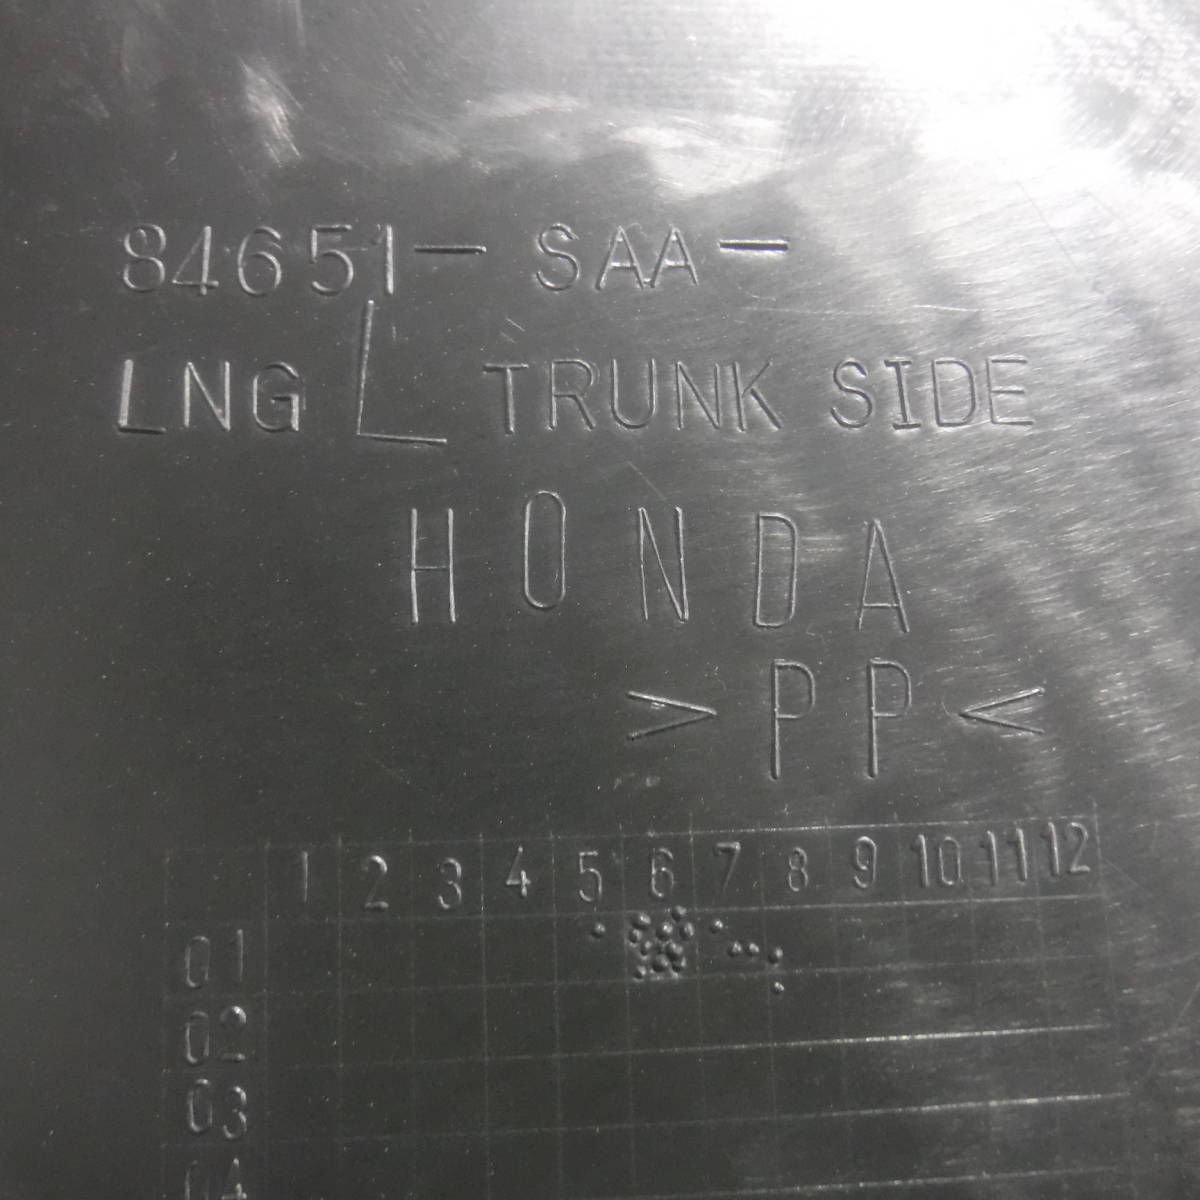 84651- SAA-
LNG L TRUNK SIDE
HONDA
>PP<
1 2 3 4 5 6 7 8 9 10 11 12
01
02
03
04